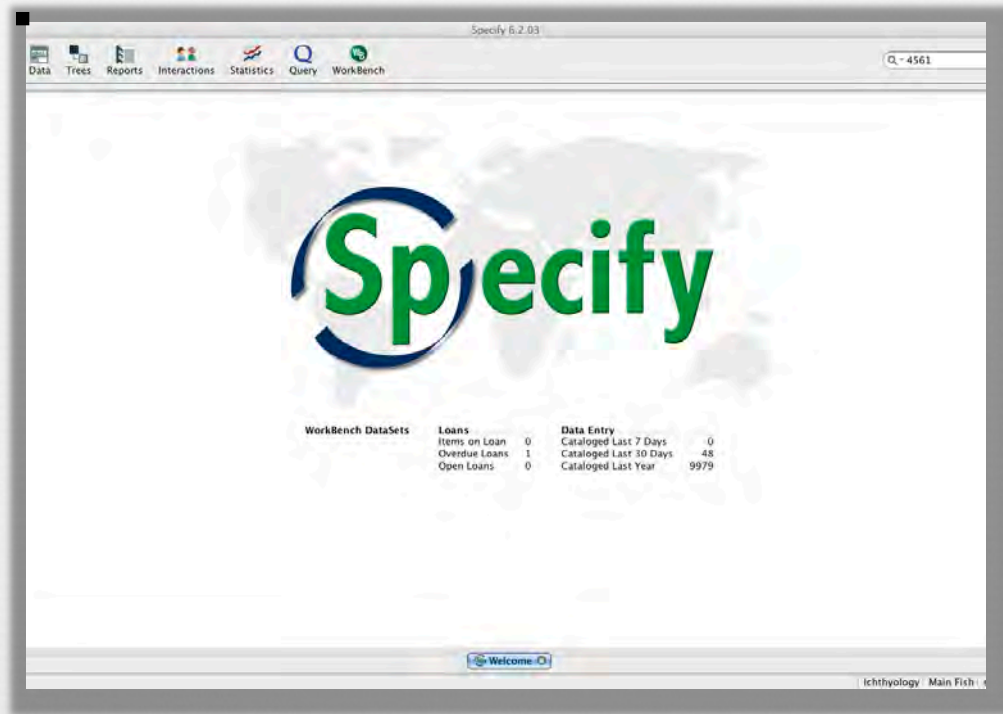 Specify 6.2.03
Data Trees Reports Interactions Statistics Query WorkBench
4561
Specify
WorkBench DataSets Loans Data Entry
Items on Loan 0 Cataloged Last 7 Days 0
Overdue Loans 1 Cataloged Last 30 Days 48
Open Loans 0 Cataloged Last Year 9979
Welcome
Ichthyology Main Fish